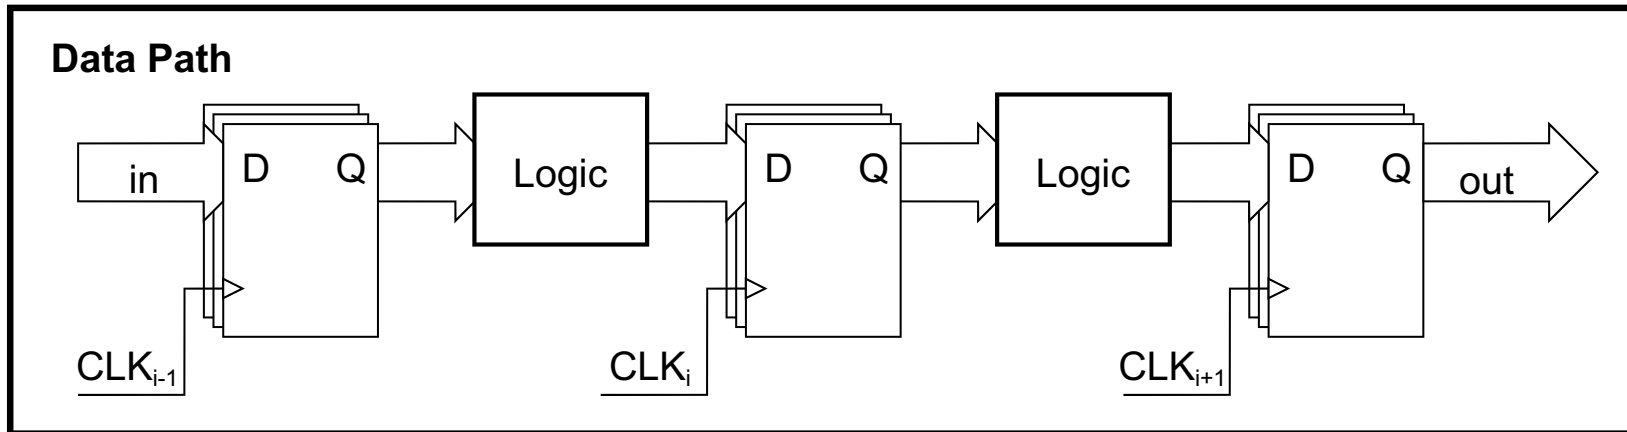 Data Path
in
D Q
Logic
D Q
Logic
D Q
out
CLKi-1
CLKi
CLKi+1